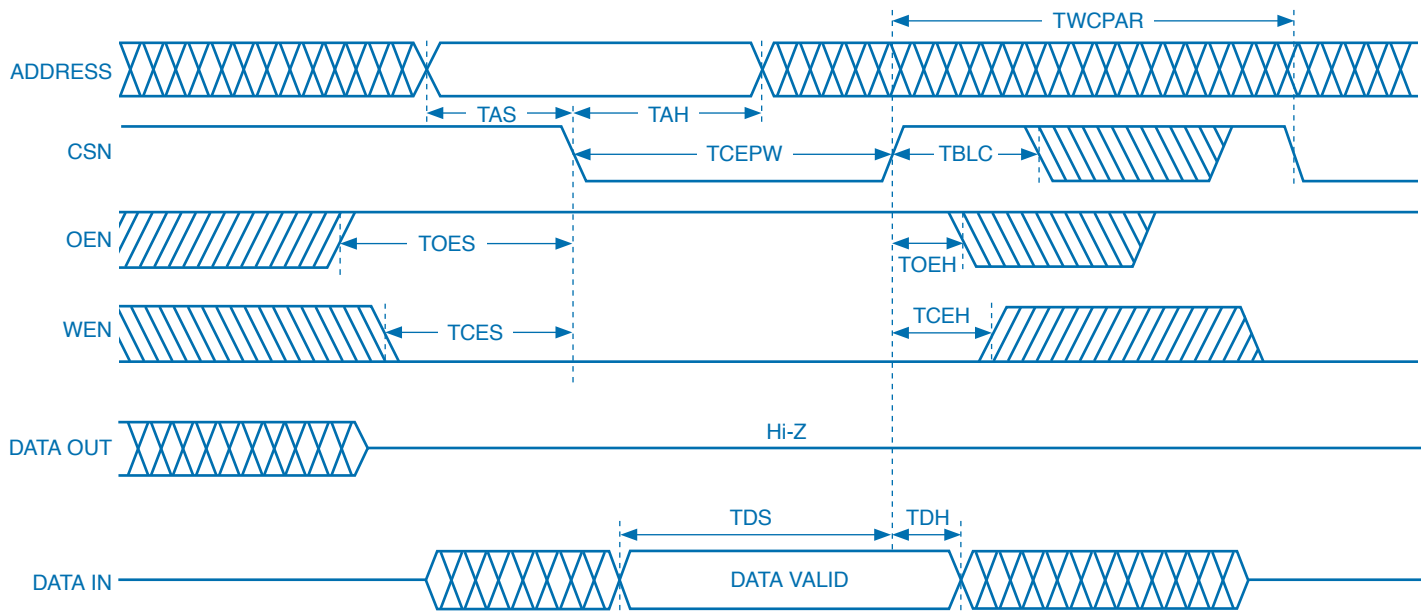 TWCPAR
ADDRESS
TAS TAH
CSN
TCEPW TBLC
OEN
TOES
TOEH
WEN
TCES
TCEH
DATA OUT
Hi-Z
TDS TDH
DATA IN
DATA VALID